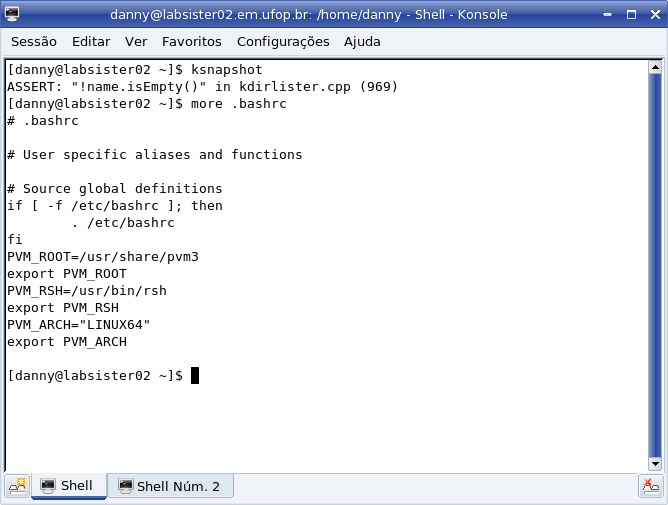 danny@labsister02.em.ufop.br: /home/danny - Shell - Konsole
Sessão Editar Ver Favoritos Configurações Ajuda
[danny@labsister02 ~]$ ksnapshot
ASSERT: "!name.isEmpty()" in kdirlister.cpp (969)
[danny@labsister02 ~]$ more .bashrc
# .bashrc
# User specific aliases and functions
# Source global definitions
if [ -f /etc/bashrc ]; then
        . /etc/bashrc
fi
PVM_ROOT=/usr/share/pvm3
export PVM_ROOT
PVM_RSH=/usr/bin/rsh
export PVM_RSH
PVM_ARCH="LINUX64"
export PVM_ARCH
[danny@labsister02 ~]$
Shell Shell Núm. 2